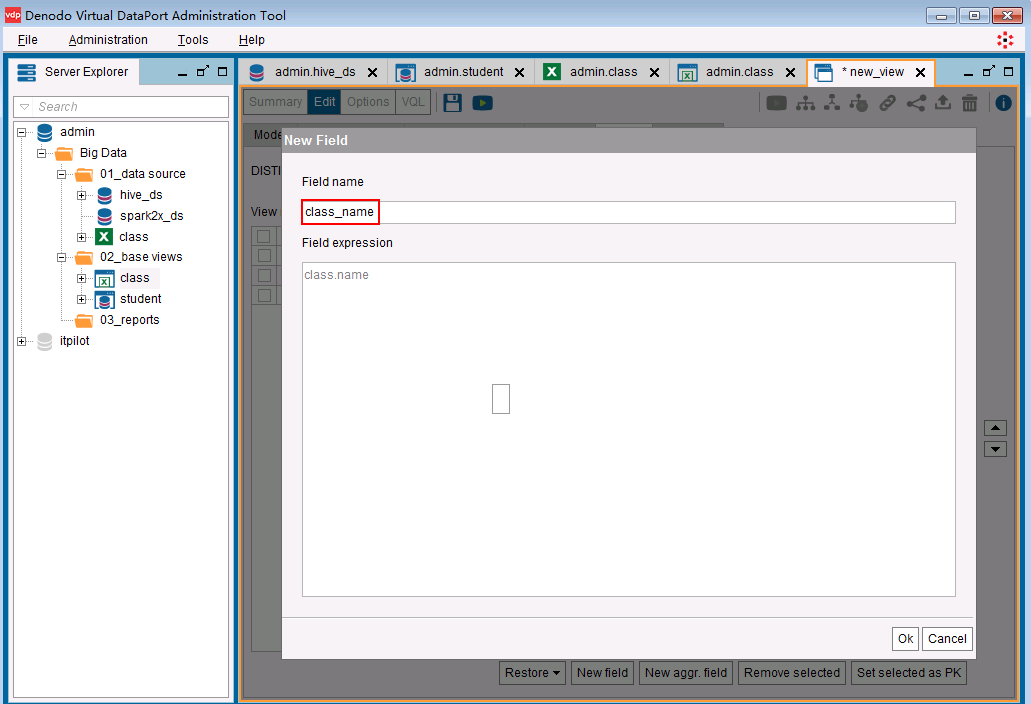 vdp Denodo Virtual DataPort Administration Tool
File Administration Tools Help
Server Explorer
admin.hive_ds admin.student admin.class admin.class * new_view
Search
Summary Edit Options VQL
admin
Big Data
01_data source
hive_ds
spark2x_ds
class
02_base views
class
student
03_reports
itpilot
Mode
DISTI
View
New Field
Field name
class_name
Field expression
class.name
Ok Cancel
Restore New field New aggr. field Remove selected Set selected as PK